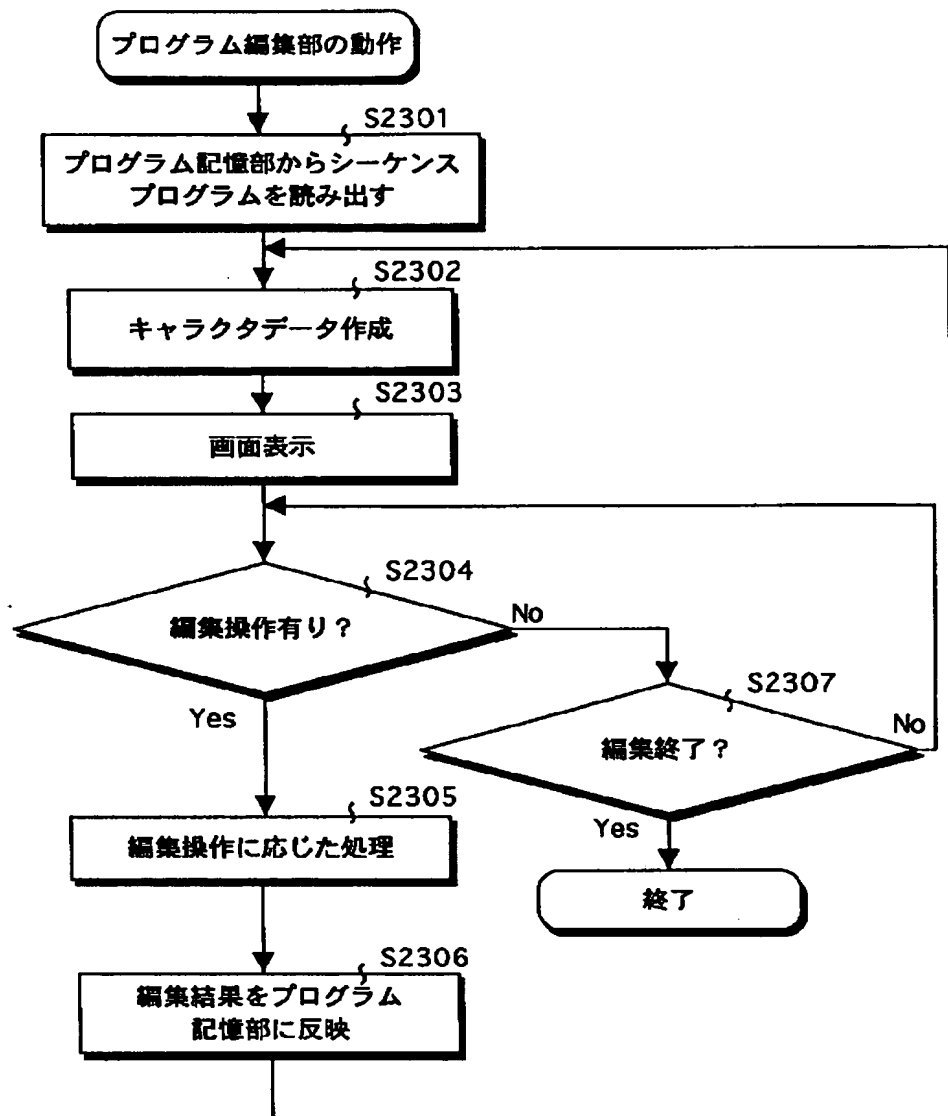 プログラム編集部の動作
S2301
プログラム記憶部からシーケンス
プログラムを読み出す
S2302
キャラクタデータ作成
S2303
画面表示
S2304
編集操作有り？
No
Yes
S2307
編集終了？
No
Yes
S2305
編集操作に応じた処理
終了
S2306
編集結果をプログラム
記憶部に反映